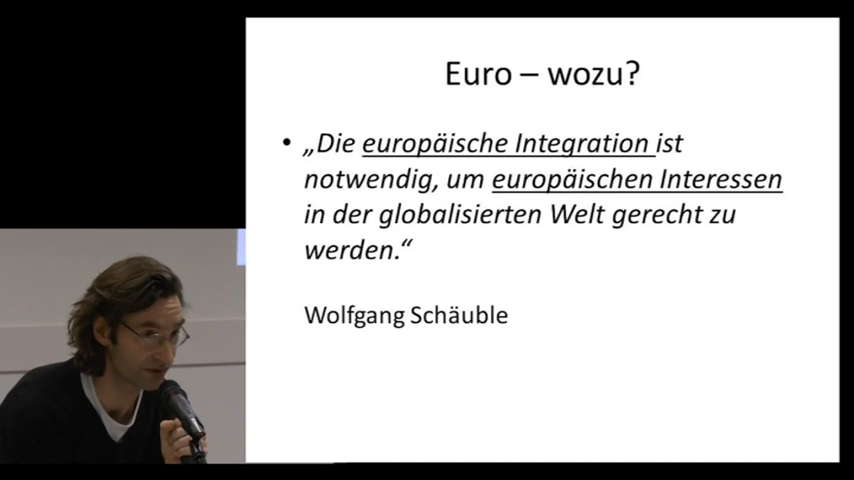 Euro – wozu?
• „Die europäische Integration ist
notwendig, um europäischen Interessen
in der globalisierten Welt gerecht zu
werden.“
Wolfgang Schäuble